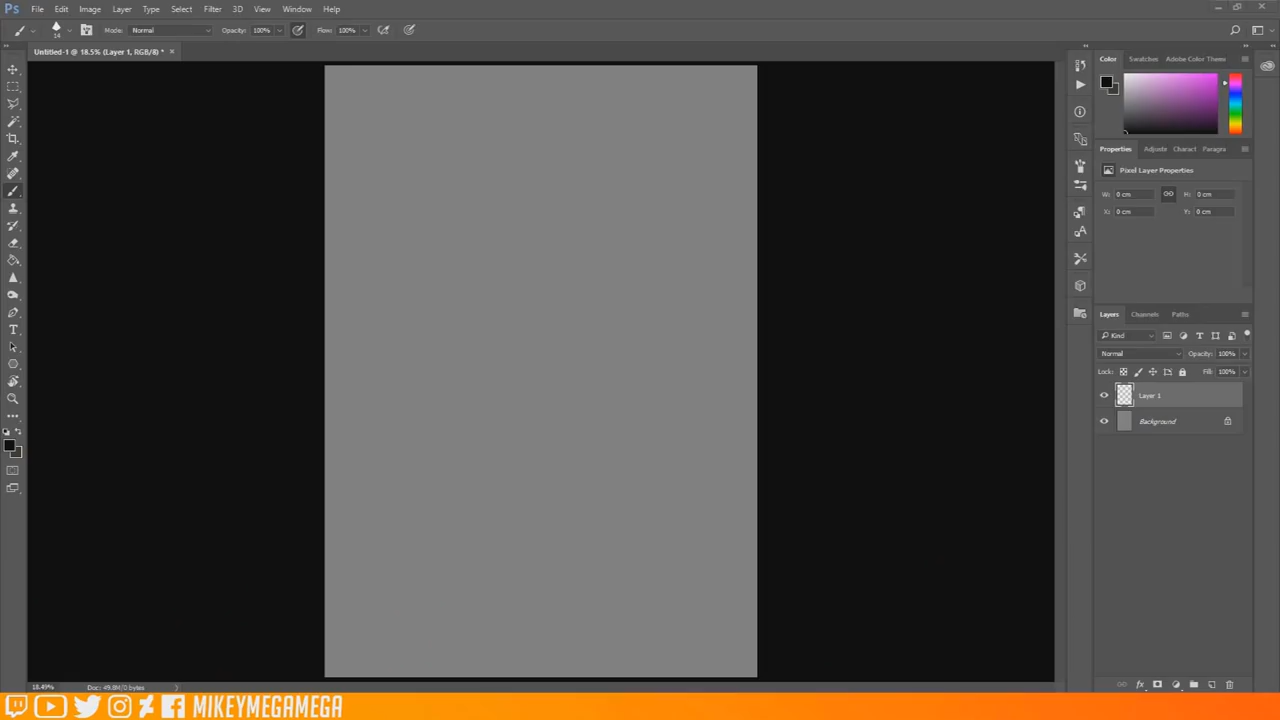 Ps File Edit Image Layer Type Select Filter 3D View Window Help
14 Mode: Normal Opacity: 100% Flow: 100%
Untitled-1 @ 18.5% (Layer 1, RGB/8) * ×
Color Swatches Adobe Color Theme
Properties Adjusts Charact Paragra
Pixel Layer Properties
W: 0 cm H: 0 cm
X: 0 cm Y: 0 cm
Layers Channels Paths
Kind
Normal Opacity: 100%
Lock: Fill: 100%
Layer 1
Background
18.49% Doc: 49.8M/0 bytes
MIKEYMEGAMEGA